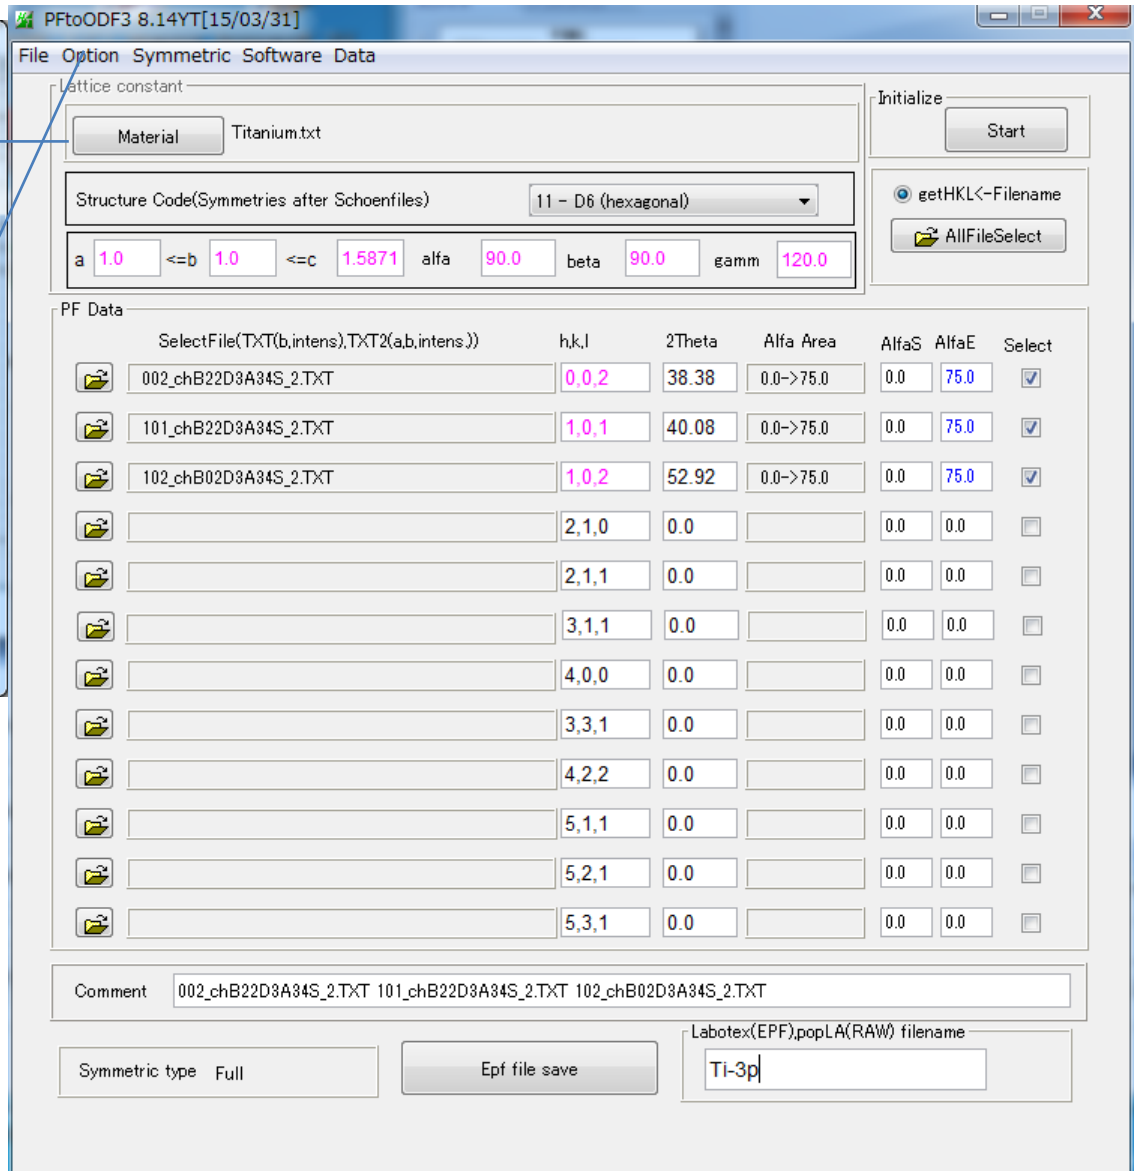 PFtoODF3 8.14YT[15/03/31]
File Option Symmetric Software Data
Lattice constant
Material Titanium.txt
Structure Code(Symmetries after Schoenfiles) 11 - D6 (hexagonal)
a 1.0 <=b 1.0 <=c 1.5871 alfa 90.0 beta 90.0 gamm 120.0
Initialize
Start
getHKL<-Filename
AllFileSelect
PF Data
SelectFile(TXT(b,intens),TXT2(a,b,intens.)) h,k,l 2Theta Alfa Area AlfaS AlfaE Select
002_chB22D3A34S_2.TXT 0,0,2 38.38 0.0->75.0 0.0 75.0
101_chB22D3A34S_2.TXT 1,0,1 40.08 0.0->75.0 0.0 75.0
102_chB02D3A34S_2.TXT 1,0,2 52.92 0.0->75.0 0.0 75.0
2,1,0 0.0 0.0 0.0
2,1,1 0.0 0.0 0.0
3,1,1 0.0 0.0 0.0
4,0,0 0.0 0.0 0.0
3,3,1 0.0 0.0 0.0
4,2,2 0.0 0.0 0.0
5,1,1 0.0 0.0 0.0
5,2,1 0.0 0.0 0.0
5,3,1 0.0 0.0 0.0
Comment 002_chB22D3A34S_2.TXT 101_chB22D3A34S_2.TXT 102_chB02D3A34S_2.TXT
Symmetric type Full
Epf file save
Labotex(EPF),popLA(RAW) filename
Ti-3p